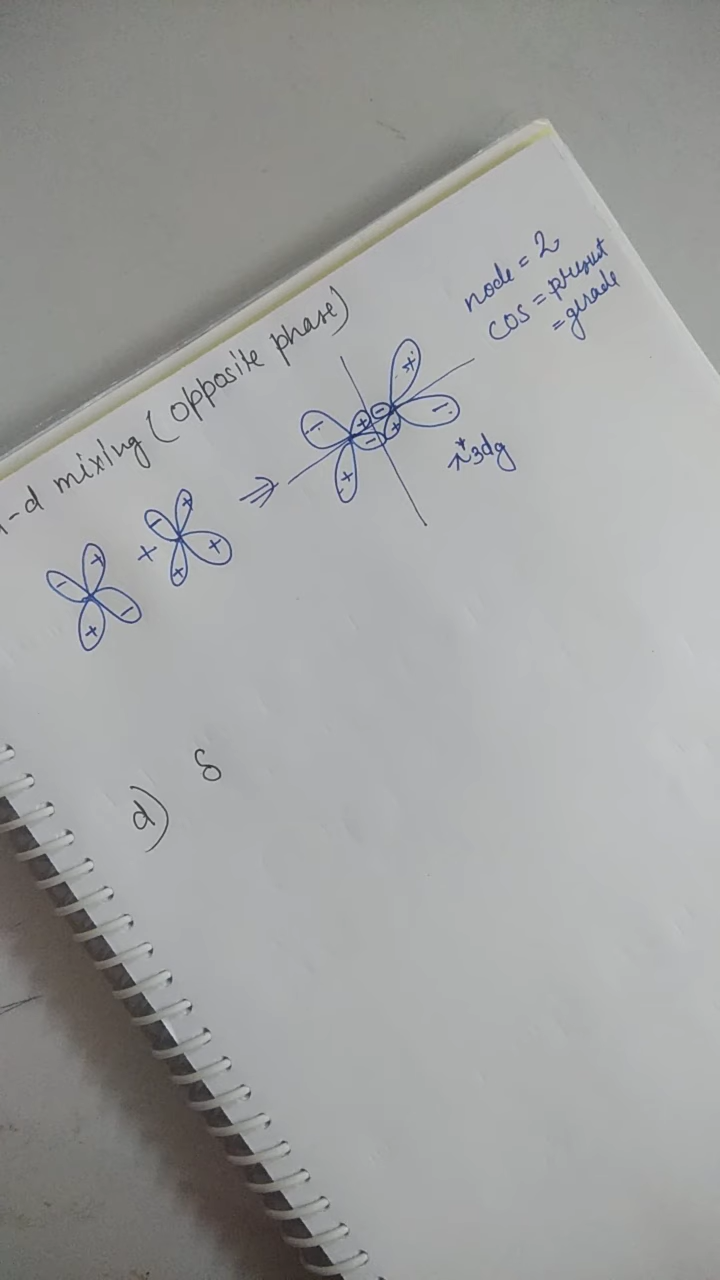 -d mixing (opposite phase)
node = 2
COS = present
= gerade
- + + - + - + + + ⇒ - + - + - + + -
π*3dg
d) δ